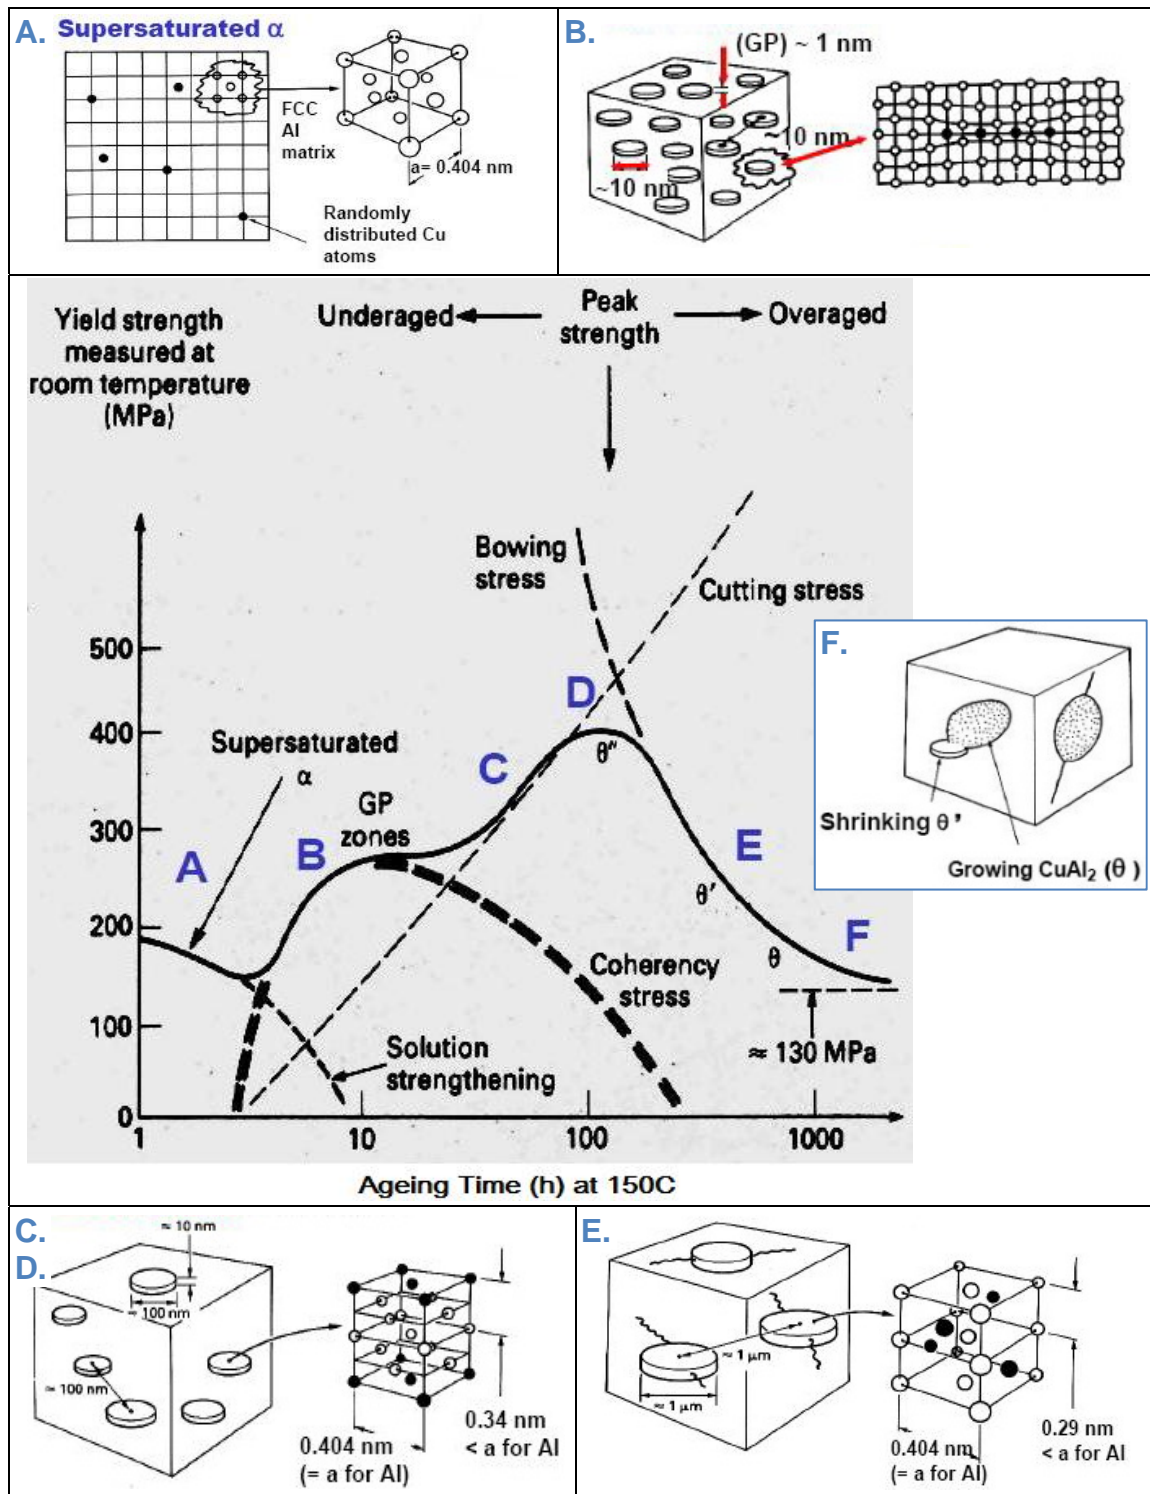 A. Supersaturated α
FCC
Al
matrix
a= 0.404 nm
Randomly
distributed Cu
atoms
B.
(GP) ~ 1 nm
~10 nm
~10 nm
Yield strength
measured at
room temperature
(MPa)
Underaged
Peak
strength
Overaged
Bowing
stress
Cutting stress
500
400
300
200
100
0
Supersaturated
α
GP
zones
A
B
C
D
E
F
θ"
θ'
θ
Coherency
stress
Solution
strengthening
≈ 130 MPa
1
10
100
1000
Ageing Time (h) at 150C
F.
Shrinking θ'
Growing CuAl₂ (θ)
C.
D.
≈ 10 nm
≈ 100 nm
≈ 100 nm
0.404 nm
(= a for Al)
0.34 nm
< a for Al
E.
≈ 1 μm
≈ 1 μm
0.404 nm
(= a for Al)
0.29 nm
< a for Al